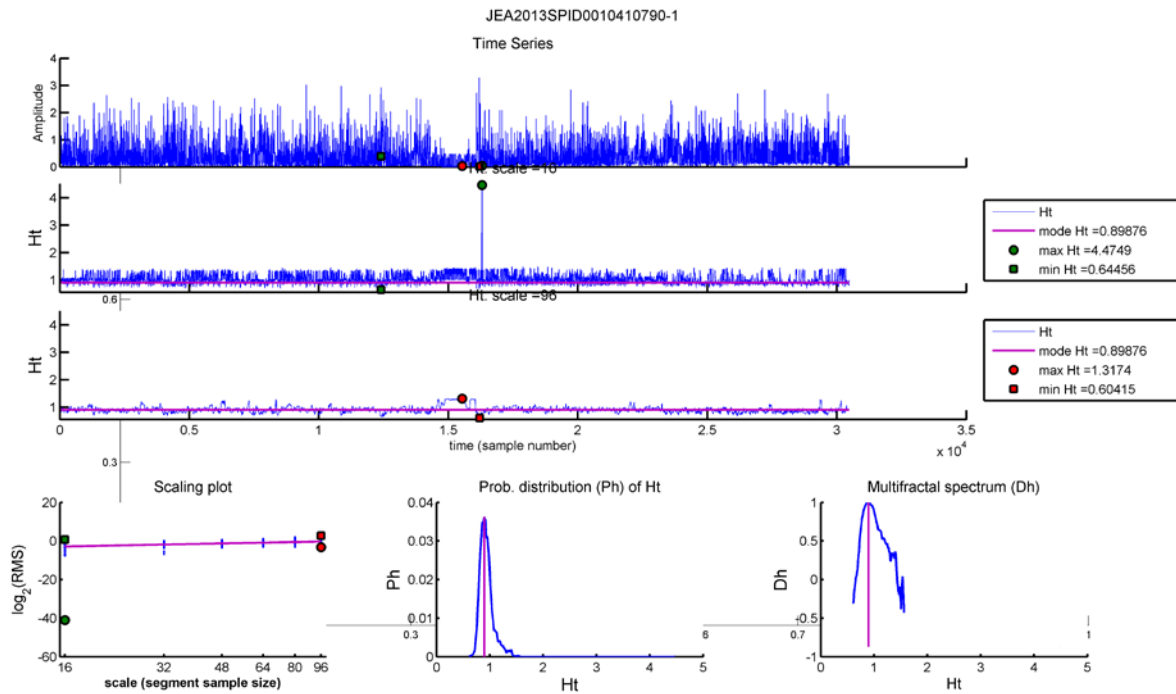 JEA2013SPID0010410790-1
Time Series
4
3
2
1
0
Amplitude
Ht. scale =16
4
3
2
1
Ht
Ht
mode Ht =0.89876
max Ht =4.4749
min Ht =0.64456
0.6
Ht. scale =96
4
3
2
1
Ht
Ht
mode Ht =0.89876
max Ht =1.3174
min Ht =0.60415
0 0.5 1 1.5 2 2.5 3 3.5
time (sample number)
x 10^4
0.3
Scaling plot
20
0
-20
-40
-60
log2(RMS)
16 32 48 64 80 96
scale (segment sample size)
Prob. distribution (Ph) of Ht
0.04
0.03
0.02
0.01
0
Ph
0.3
0 1 2 3 4 5
Ht
6
Multifractal spectrum (Dh)
1
0.5
0
0.5
-1
Dh
0.7
1
0 1 2 3 4 5
Ht